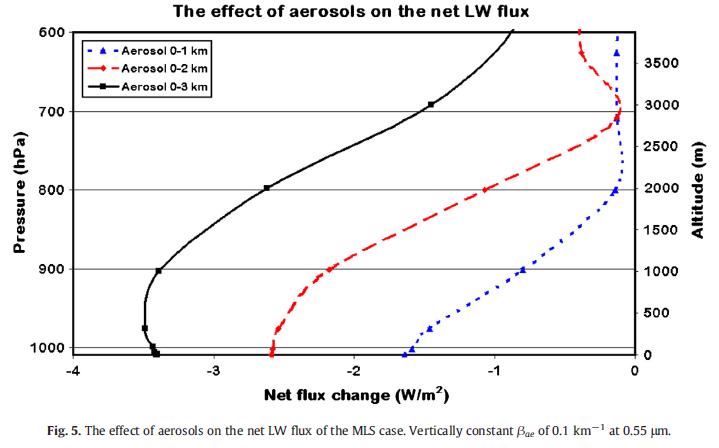 The effect of aerosols on the net LW flux
600
700
800
900
1000
Pressure (hPa)
Aerosol 0-1 km
Aerosol 0-2 km
Aerosol 0-3 km
3500
3000
2500
2000
1500
1000
500
0
Altitude (m)
-4
-3
-2
-1
0
Net flux change (W/m²)
Fig. 5. The effect of aerosols on the net LW flux of the MLS case. Vertically constant βae of 0.1 km⁻¹ at 0.55 μm.